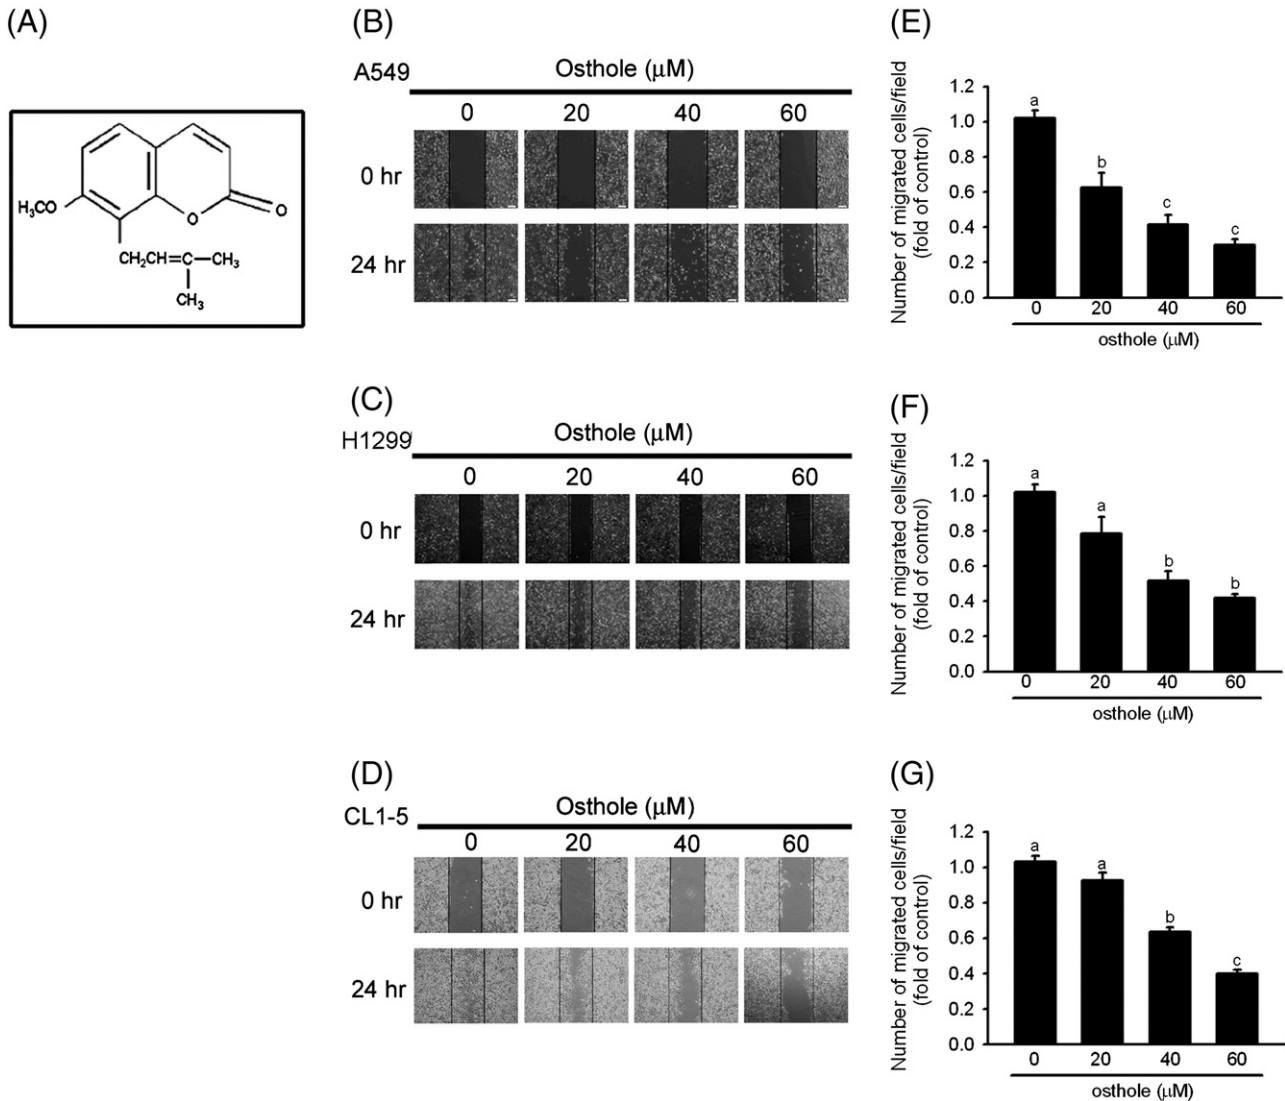 (A)
H₃CO
O
O
CH₂CH=C—CH₃
CH₃
(B)
A549
Osthole (μM)
0 20 40 60
0 hr
24 hr
(E)
Number of migrated cells/field
(fold of control)
1.2
1.0
0.8
0.6
0.4
0.2
0.0
a
b
c
c
0 20 40 60
osthole (μM)
(C)
H1299
Osthole (μM)
0 20 40 60
0 hr
24 hr
(F)
Number of migrated cells/field
(fold of control)
1.2
1.0
0.8
0.6
0.4
0.2
0.0
a
a
b
b
0 20 40 60
osthole (μM)
(D)
CL1-5
Osthole (μM)
0 20 40 60
0 hr
24 hr
(G)
Number of migrated cells/field
(fold of control)
1.2
1.0
0.8
0.6
0.4
0.2
0.0
a
a
b
c
0 20 40 60
osthole (μM)